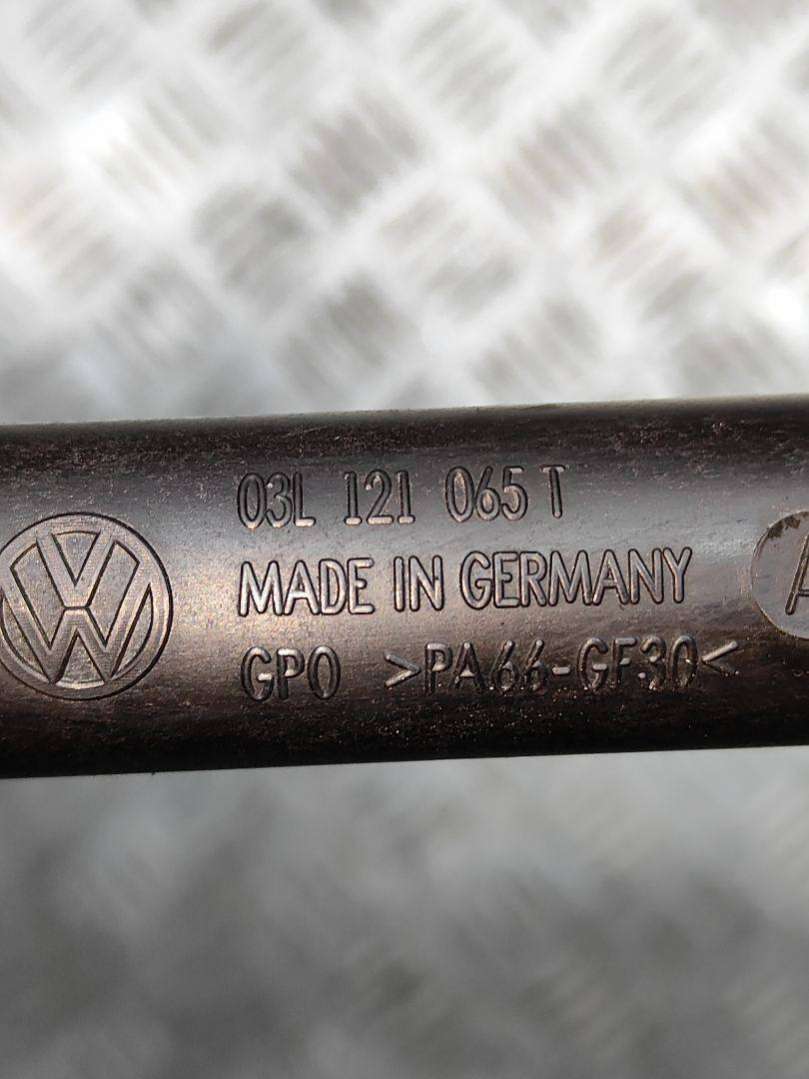 03L 121 065 T
MADE IN GERMANY
GPO >PA66-GF30<